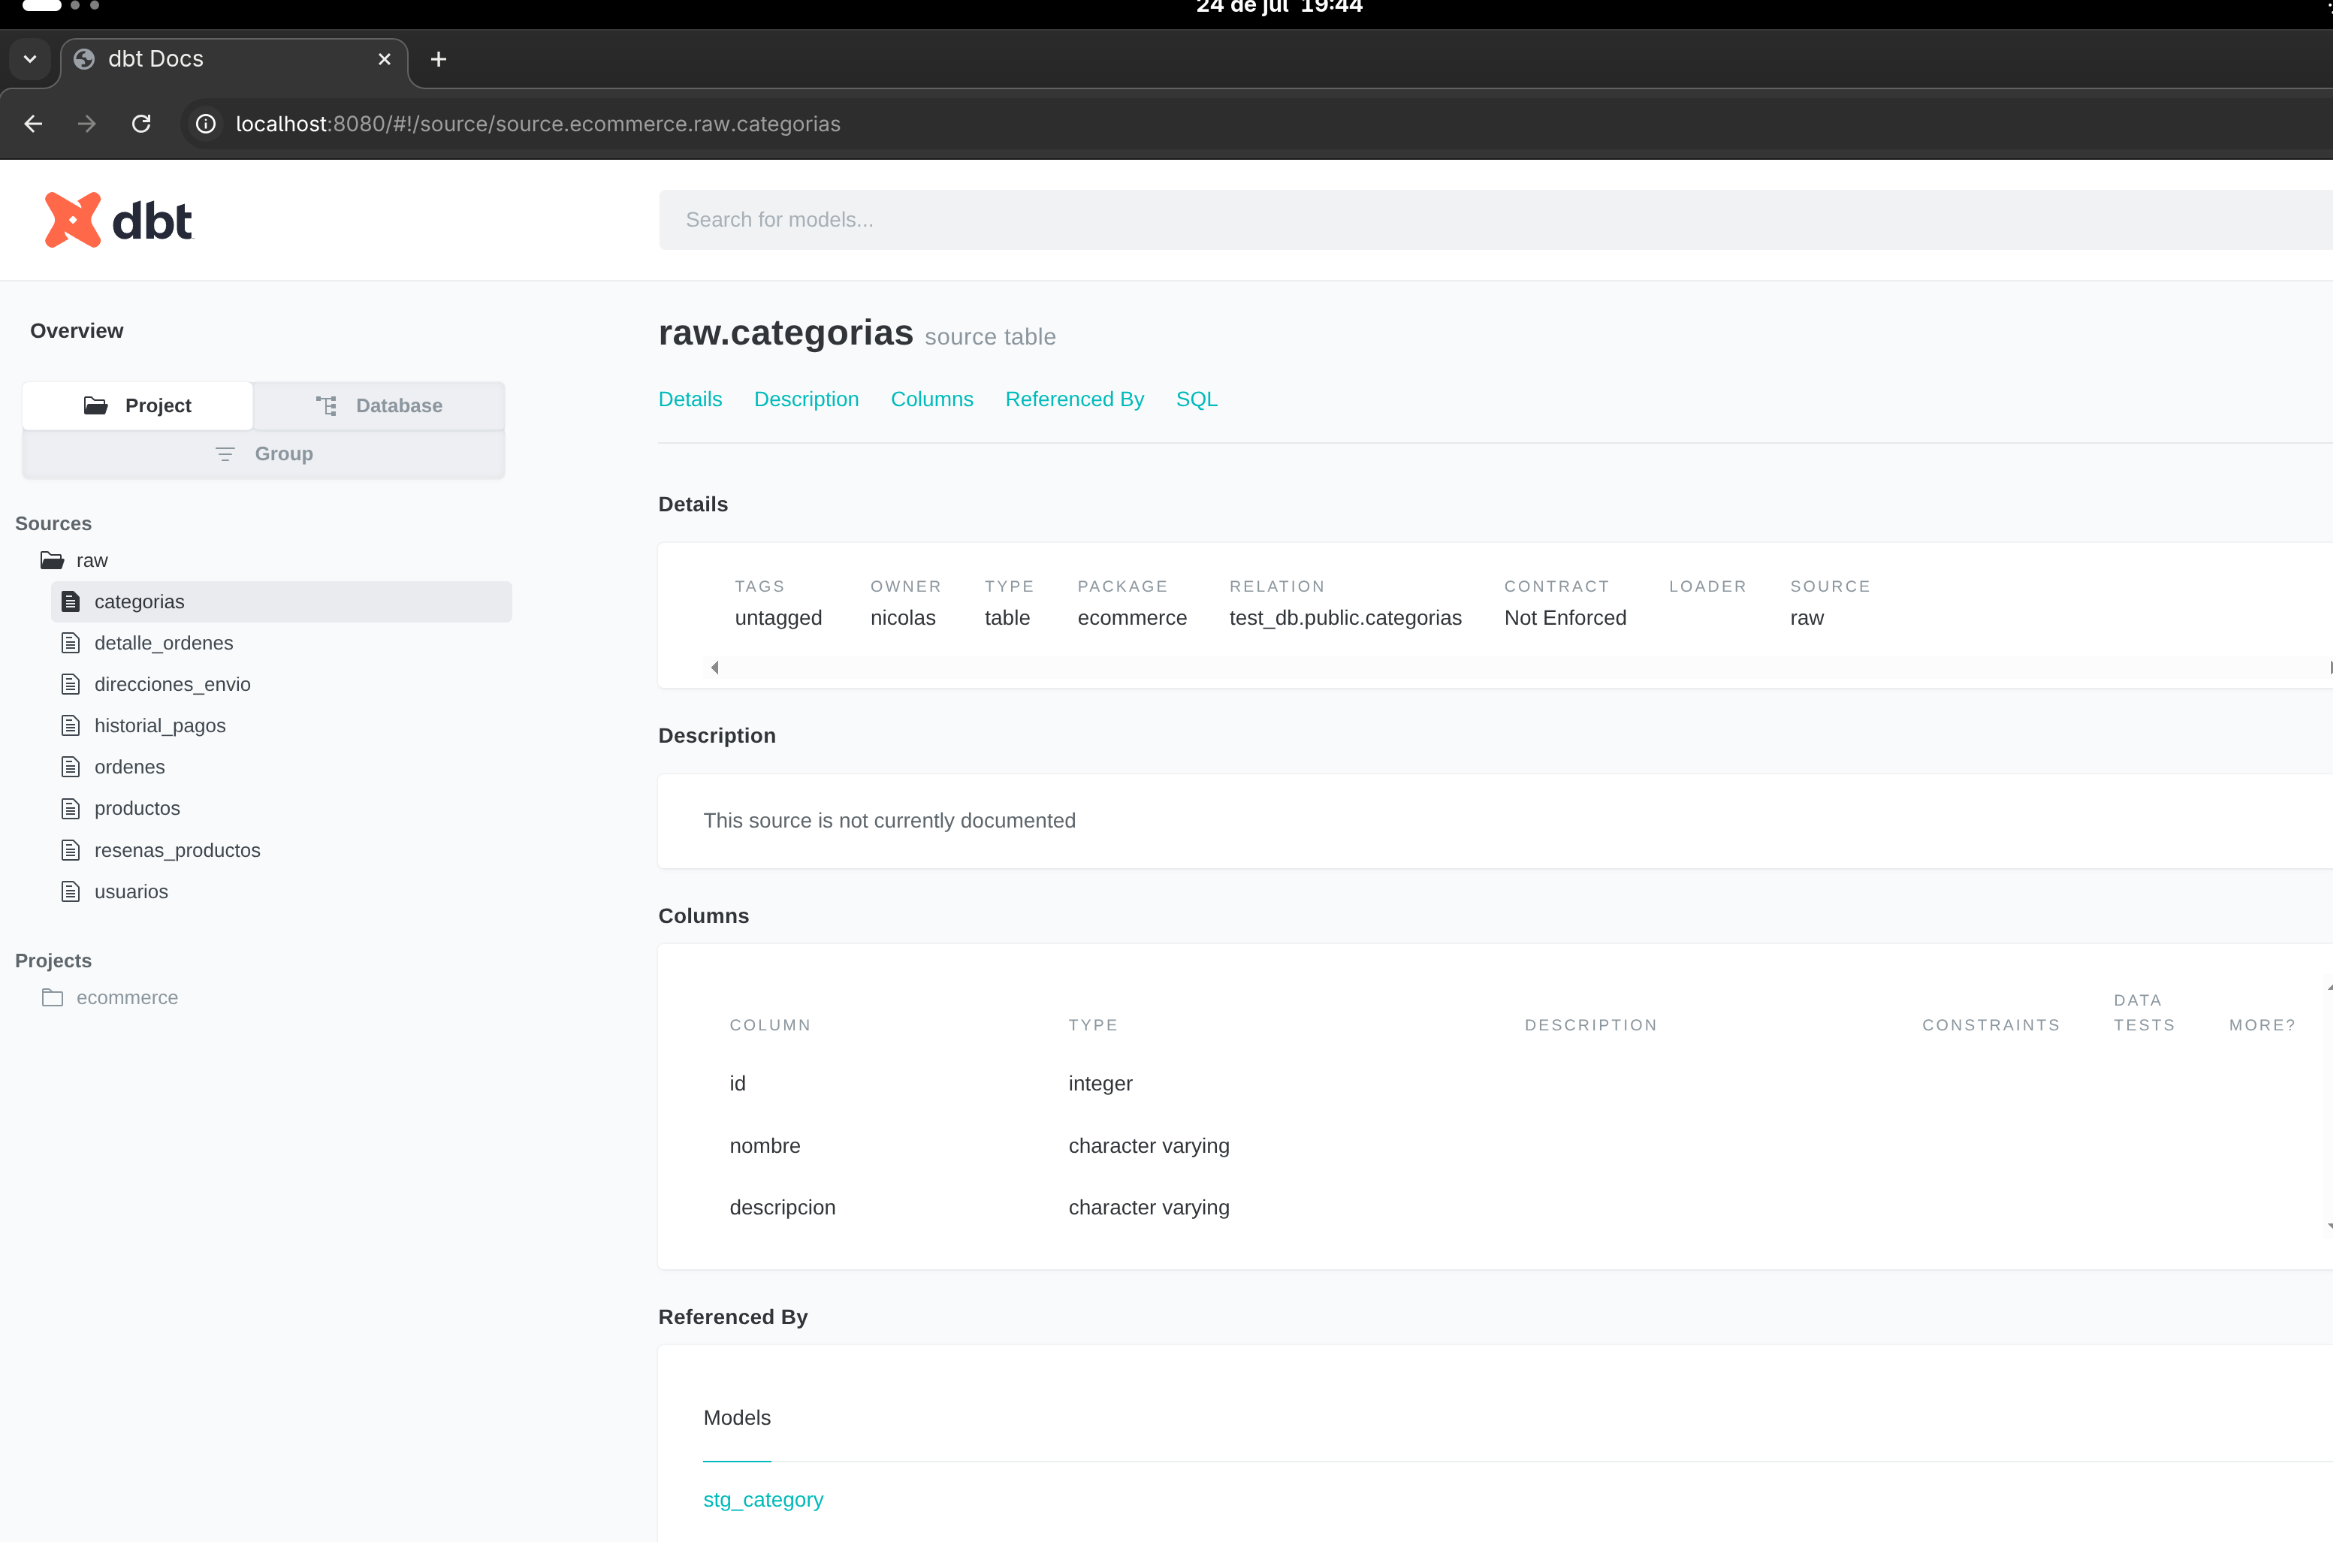 24 de jul 19:44
dbt Docs
localhost:8080/#!/source/source.ecommerce.raw.categorias
dbt
Search for models...
Overview
Project
Database
Group
Sources
raw
categorias
detalle_ordenes
direcciones_envio
historial_pagos
ordenes
productos
resenas_productos
usuarios
Projects
ecommerce
raw.categorias source table
Details Description Columns Referenced By SQL
Details
TAGS OWNER TYPE PACKAGE RELATION CONTRACT LOADER SOURCE
untagged nicolas table ecommerce test_db.public.categorias Not Enforced raw
Description
This source is not currently documented
Columns
COLUMN TYPE DESCRIPTION CONSTRAINTS DATA TESTS MORE?
id integer
nombre character varying
descripcion character varying
Referenced By
Models
stg_category